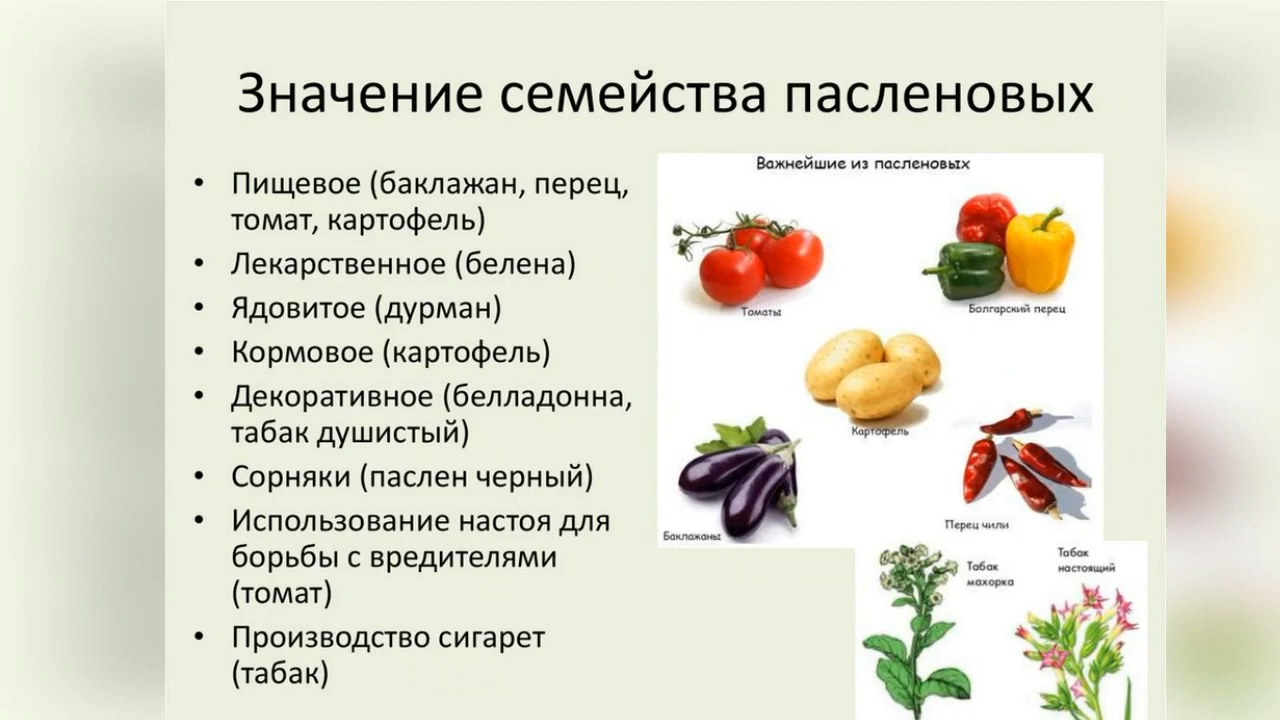 Значение семейства пасленовых
• Пищевое (баклажан, перец,
томат, картофель)
• Лекарственное (белена)
• Ядовитое (дурман)
• Кормовое (картофель)
• Декоративное (белладонна,
табак душистый)
• Сорняки (паслен черный)
• Использование настоя для
борьбы с вредителями
(томат)
• Производство сигарет
(табак)
Важнейшие из пасленовых
Томаты
Болгарский перец
Картофель
Баклажаны
Перец чили
Табак
махорка
Табак
настоящий